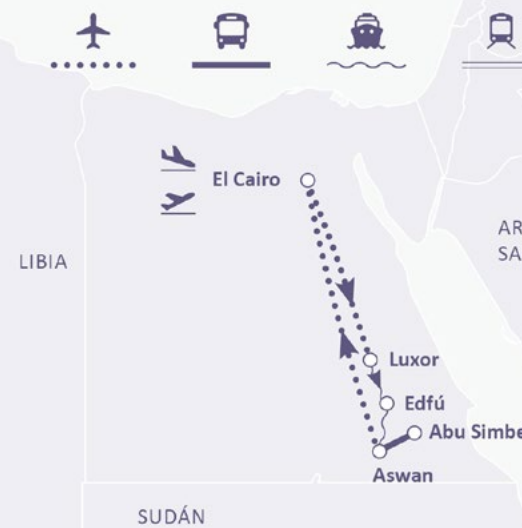 El Cairo
LIBIA
AR
SA
Luxor
Edfú
Abu Simbe
Aswan
SUDÁN